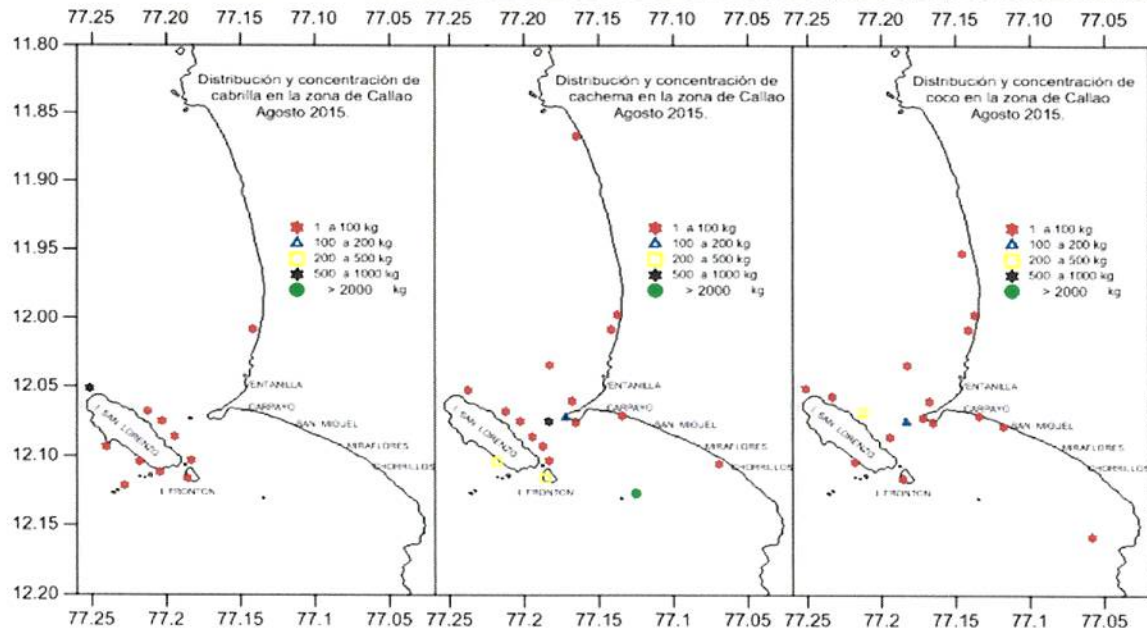 77.25 77.2 77.15 77.10 77.05 77.25 77.2 77.15 77.10 77.05 77.25 77.20 77.15 77.10 77.05
11.80
11.85
11.90
11.95
12.00
12.05
12.10
12.15
12.20
Distribución y concentración de
cabrilla en la zona de Callao
Agosto 2015.
1 a 100 kg
100 a 200 kg
200 a 500 kg
500 a 1000 kg
> 2000 kg
VENTANILLA
CARPAYO
SAN MIGUEL
MIRAFLORES
CHORRILLOS
I. SAN LORENZO
I. FRONTON
Distribución y concentración de
cachema en la zona de Callao
Agosto 2015.
1 a 100 kg
100 a 200 kg
200 a 500 kg
500 a 1000 kg
> 2000 kg
VENTANILLA
CARPAYO
SAN MIGUEL
MIRAFLORES
CHORRILLOS
I. SAN LORENZO
I. FRONTON
Distribución y concentración de
coco en la zona de Callao
Agosto 2015.
1 a 100 kg
100 a 200 kg
200 a 500 kg
500 a 1000 kg
> 2000 kg
VENTANILLA
CARPAYO
SAN MIGUEL
MIRAFLORES
CHORRILLOS
I. SAN LORENZO
I. FRONTON
77.25 77.2 77.15 77.10 77.05 77.25 77.20 77.15 77.10 77.05 77.25 77.20 77.15 77.10 77.05